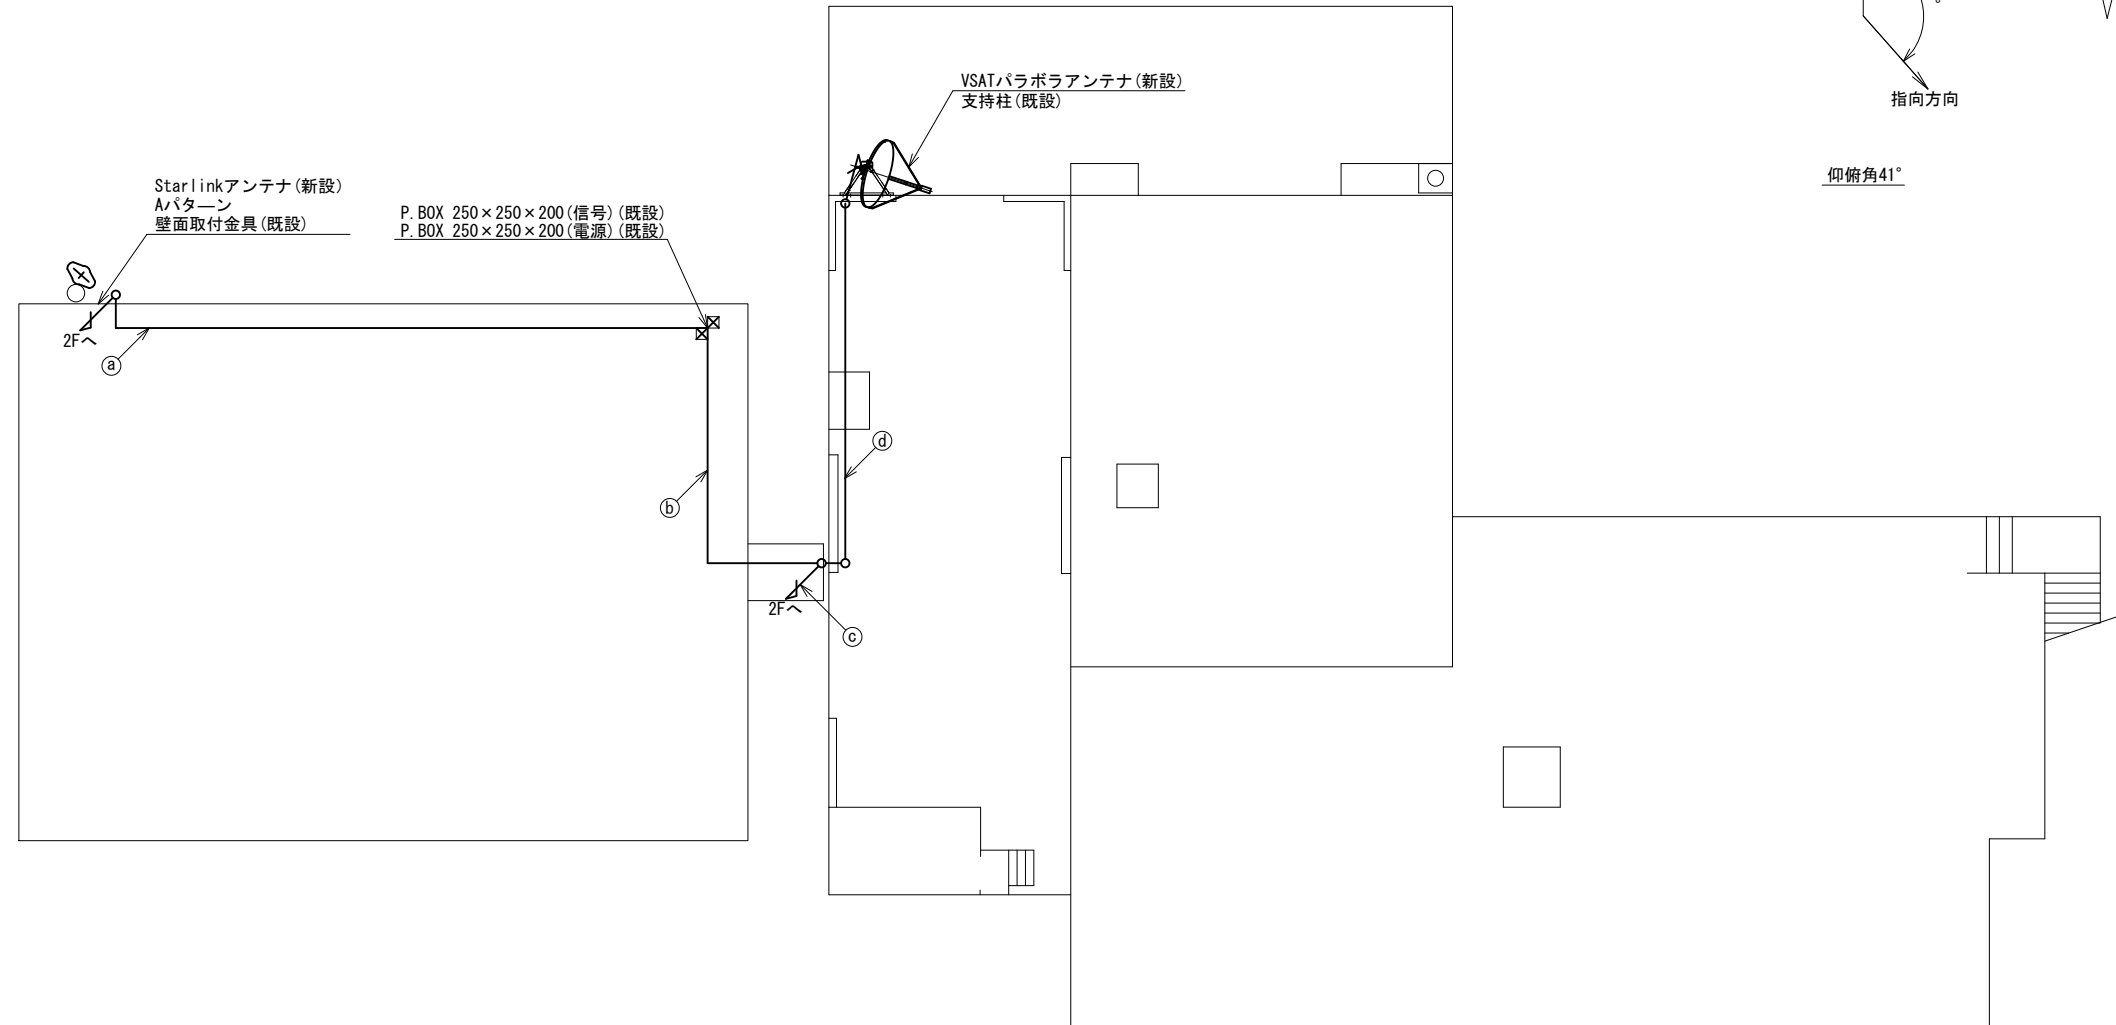 °
指向方向
VSATパラボラアンテナ(新設)
支持柱(既設)
仰俯角41°
Starlinkアンテナ(新設)
Aパターン
壁面取付金具(既設)
P.BOX 250×250×200(信号)(既設)
P.BOX 250×250×200(電源)(既設)
2Fへ
a
d
b
2Fへ
c